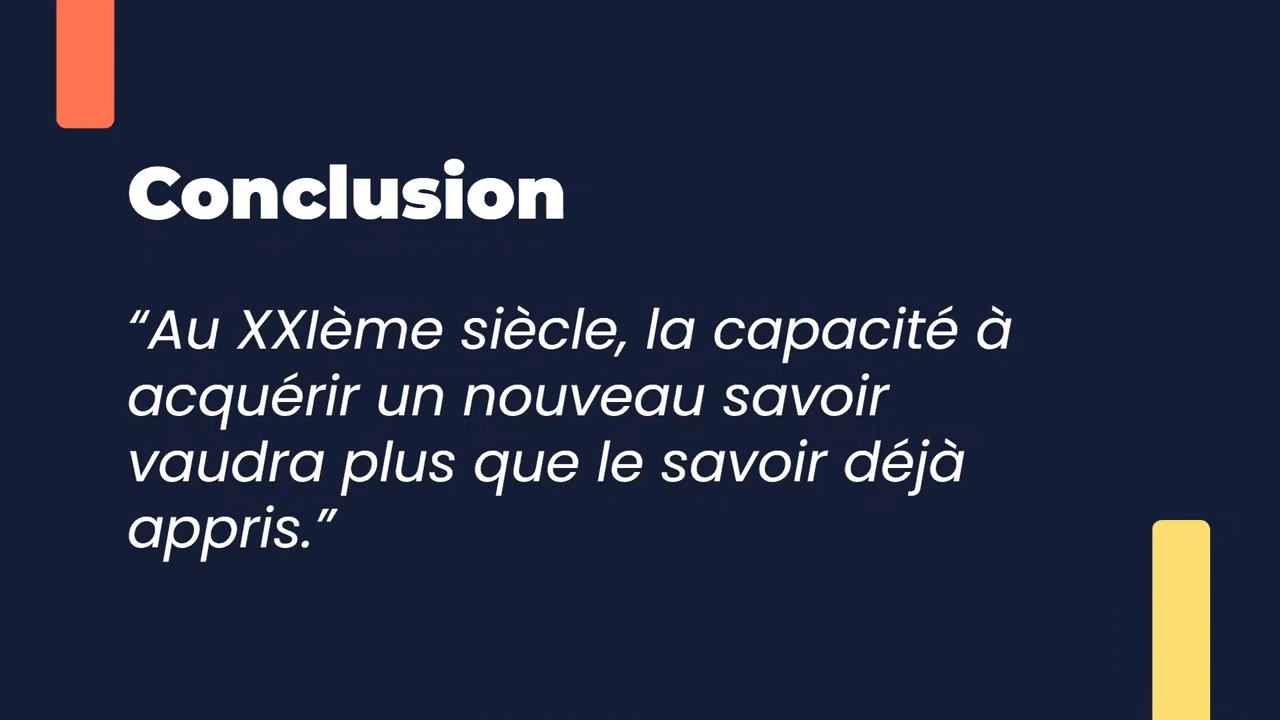 Conclusion
“Au XXIème siècle, la capacité à
acquérir un nouveau savoir
vaudra plus que le savoir déjà
appris.”